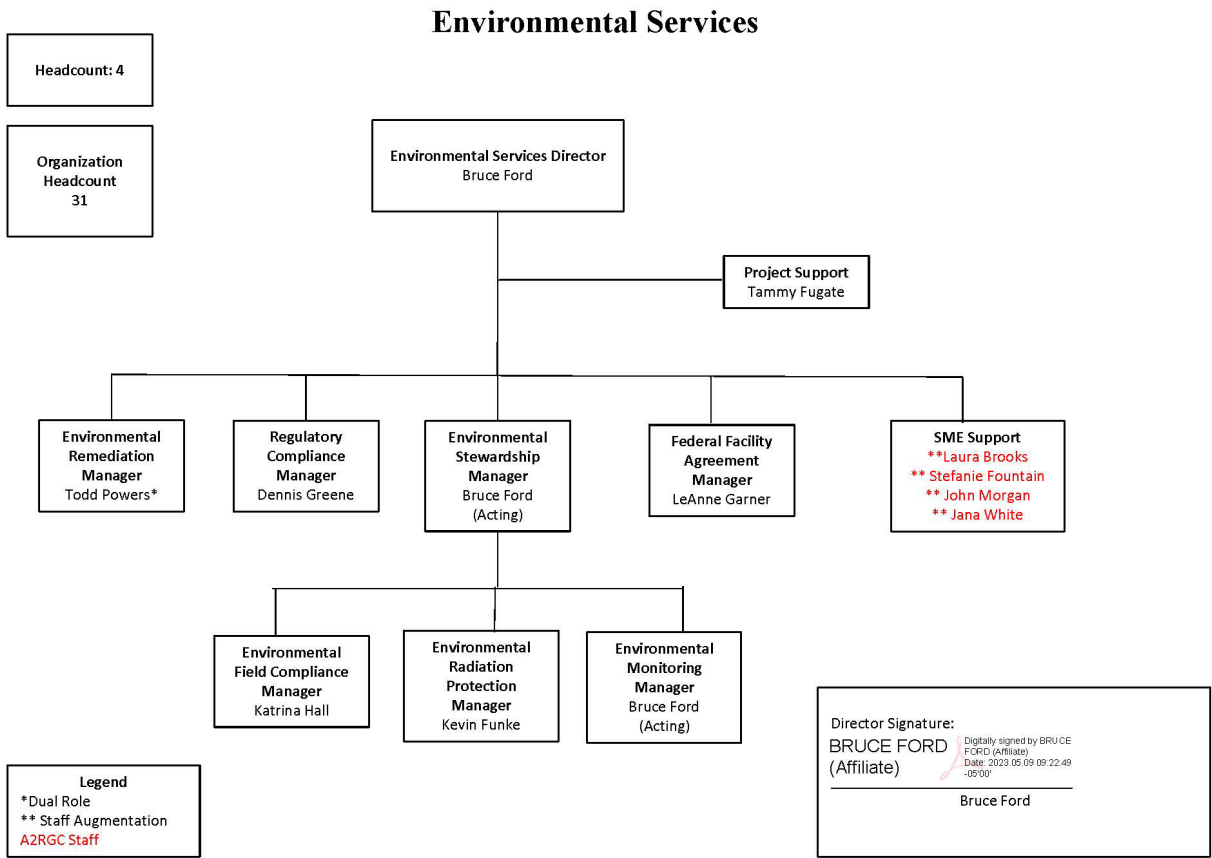 Environmental Services
Headcount: 4
Organization
Headcount
31
Environmental Services Director
Bruce Ford
Project Support
Tammy Fugate
Environmental
Remediation
Manager
Todd Powers*
Regulatory
Compliance
Manager
Dennis Greene
Environmental
Stewardship
Manager
Bruce Ford
(Acting)
Federal Facility
Agreement
Manager
LeAnne Garner
SME Support
**Laura Brooks
** Stefanie Fountain
** John Morgan
** Jana White
Environmental
Field Compliance
Manager
Katrina Hall
Environmental
Radiation
Protection
Manager
Kevin Funke
Environmental
Monitoring
Manager
Bruce Ford
(Acting)
Legend
*Dual Role
** Staff Augmentation
A2RGC Staff
Director Signature:
BRUCE FORD
(Affiliate)
Digitally signed by BRUCE
FORD (Affiliate)
Date: 2023.05.09 09:22:49
-05'00'
Bruce Ford